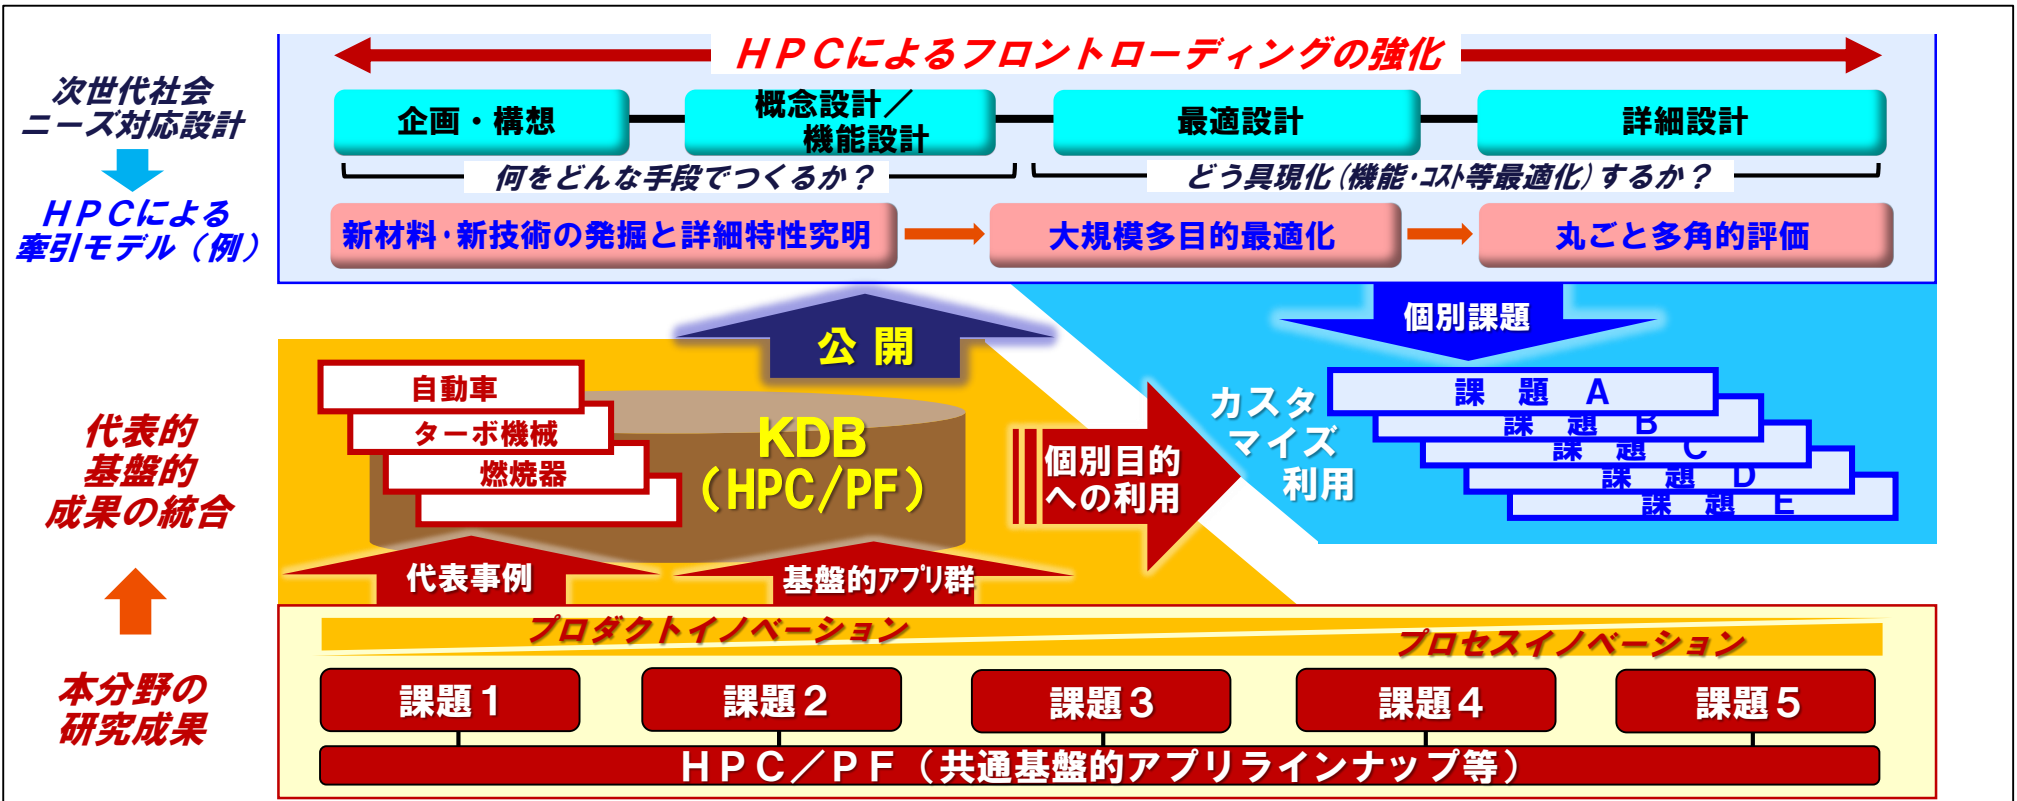 HPCによるフロントローディングの強化
次世代社会
ニーズ対応設計
HPCによる
牽引モデル（例）
企画・構想
概念設計／
機能設計
最適設計
詳細設計
何をどんな手段でつくるか？
どう具現化（機能・コスト等最適化）するか？
新材料・新技術の発掘と詳細特性究明
大規模多目的最適化
丸ごと多角的評価
公 開
個別課題
代表的
基盤的
成果の統合
自動車
ターボ機械
燃焼器
KDB
（HPC/PF）
個別目的
への利用
カスタ
マイズ
利用
課 題 A
課 題 B
課 題 C
課 題 D
課 題 E
代表事例
基盤的アプリ群
本分野の
研究成果
プロダクトイノベーション
プロセスイノベーション
課題１
課題２
課題３
課題４
課題５
HPC／PF（共通基盤的アプリラインナップ等）